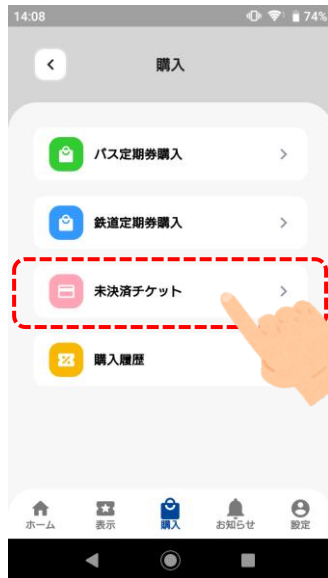 14:08
74%
購入
バス定期券購入
鉄道定期券購入
未決済チケット
購入履歴
ホーム
表示
購入
お知らせ
設定